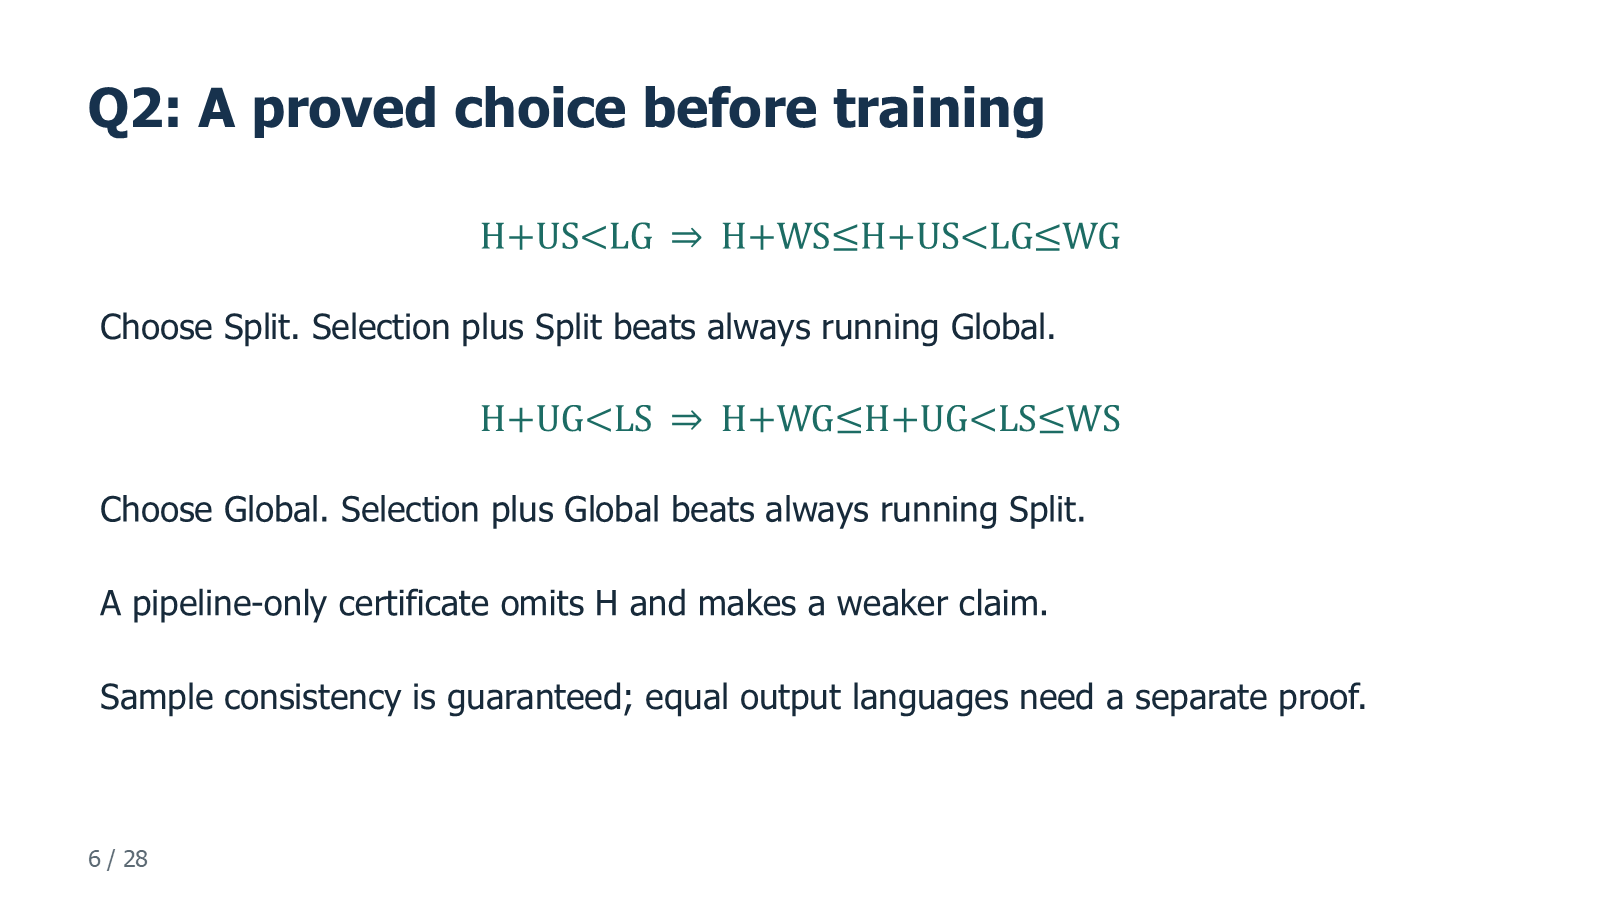 Q2: A proved choice before training
H+US<LG ⇒ H+WS≤H+US<LG≤WG
Choose Split. Selection plus Split beats always running Global.
H+UG<LS ⇒ H+WG≤H+UG<LS≤WS
Choose Global. Selection plus Global beats always running Split.
A pipeline-only certificate omits H and makes a weaker claim.
Sample consistency is guaranteed; equal output languages need a separate proof.
6 / 28